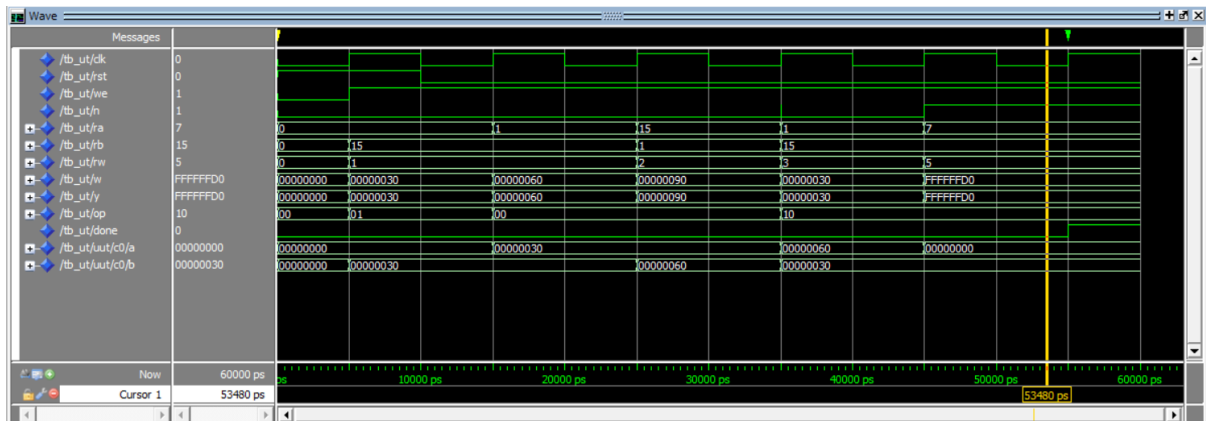 Wave
Messages
/tb_ut/clk 0
/tb_ut/rst 0
/tb_ut/we 1
/tb_ut/n 1
/tb_ut/ra 7 0 1 15 1 7
/tb_ut/rb 15 0 15 1 15
/tb_ut/rw 5 0 1 2 3 5
/tb_ut/w FFFFFFD0 00000000 00000030 00000060 00000090 00000030 FFFFFFD0
/tb_ut/y FFFFFFD0 00000000 00000030 00000060 00000090 00000030 FFFFFFD0
/tb_ut/op 10 00 01 00 10
/tb_ut/done 0
/tb_ut/uut/c0/a 00000000 00000000 00000030 00000060 00000000
/tb_ut/uut/c0/b 00000030 00000000 00000030 00000060 00000030
Now 60000 ps ps 10000 ps 20000 ps 30000 ps 40000 ps 50000 ps 60000 ps
Cursor 1 53480 ps 53480 ps